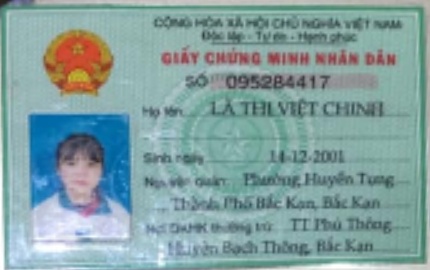 CỘNG HÒA XÃ HỘI CHỦ NGHĨA VIỆT NAM
Độc lập - Tự do - Hạnh phúc
GIẤY CHỨNG MINH NHÂN DÂN
SỐ 095284417
Họ tên LÃ THỊ VIỆT CHINH
Sinh ngày 14-12-2001
Nguyên quán Phường Huyền Tụng
Thành Phố Bắc Kạn, Bắc Kạn
Nơi ĐKHK thường trú TT Phủ Thông
Huyện Bạch Thông, Bắc Kạn